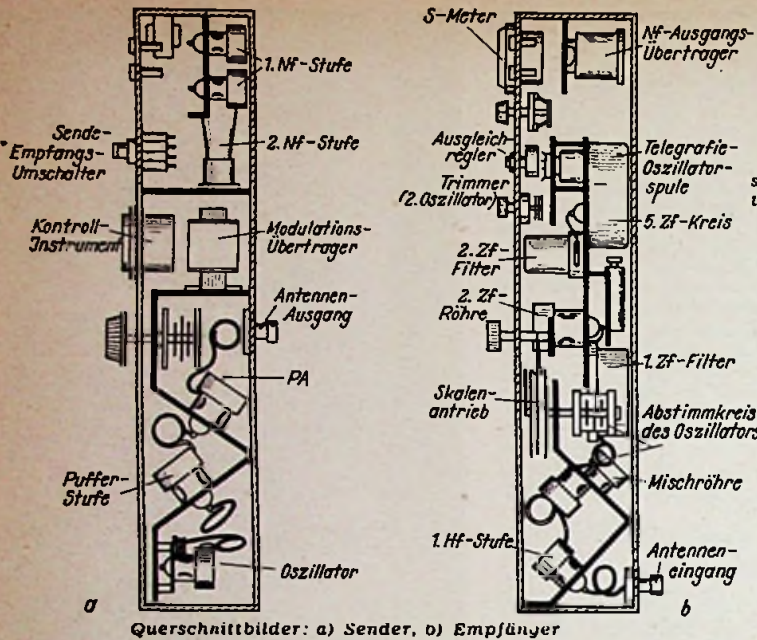 1. Nf-Stufe
Sende-
Empfangs-
Umschalter
2. Nf-Stufe
Kontroll-
Instrument
Modulations-
Übertrager
Antennen-
Ausgang
PA
Puffer-
Stufe
Oszillator
a
S-Meter
Nf-Ausgangs-
Übertrager
Ausgleich
regler
Trimmer
(2.Oszillator)
Telegrafie-
Oszillator-
spule
5. Zf-Kreis
2. Zf-
Filter
2. Zf-
Röhre
1. Zf-Filter
Skalen-
antrieb
Abstimmkreis
des Oszillators
Mischröhre
1. Hf-Stufe
Antennen-
eingang
b
Querschnittbilder: a) Sender, b) Empfänger